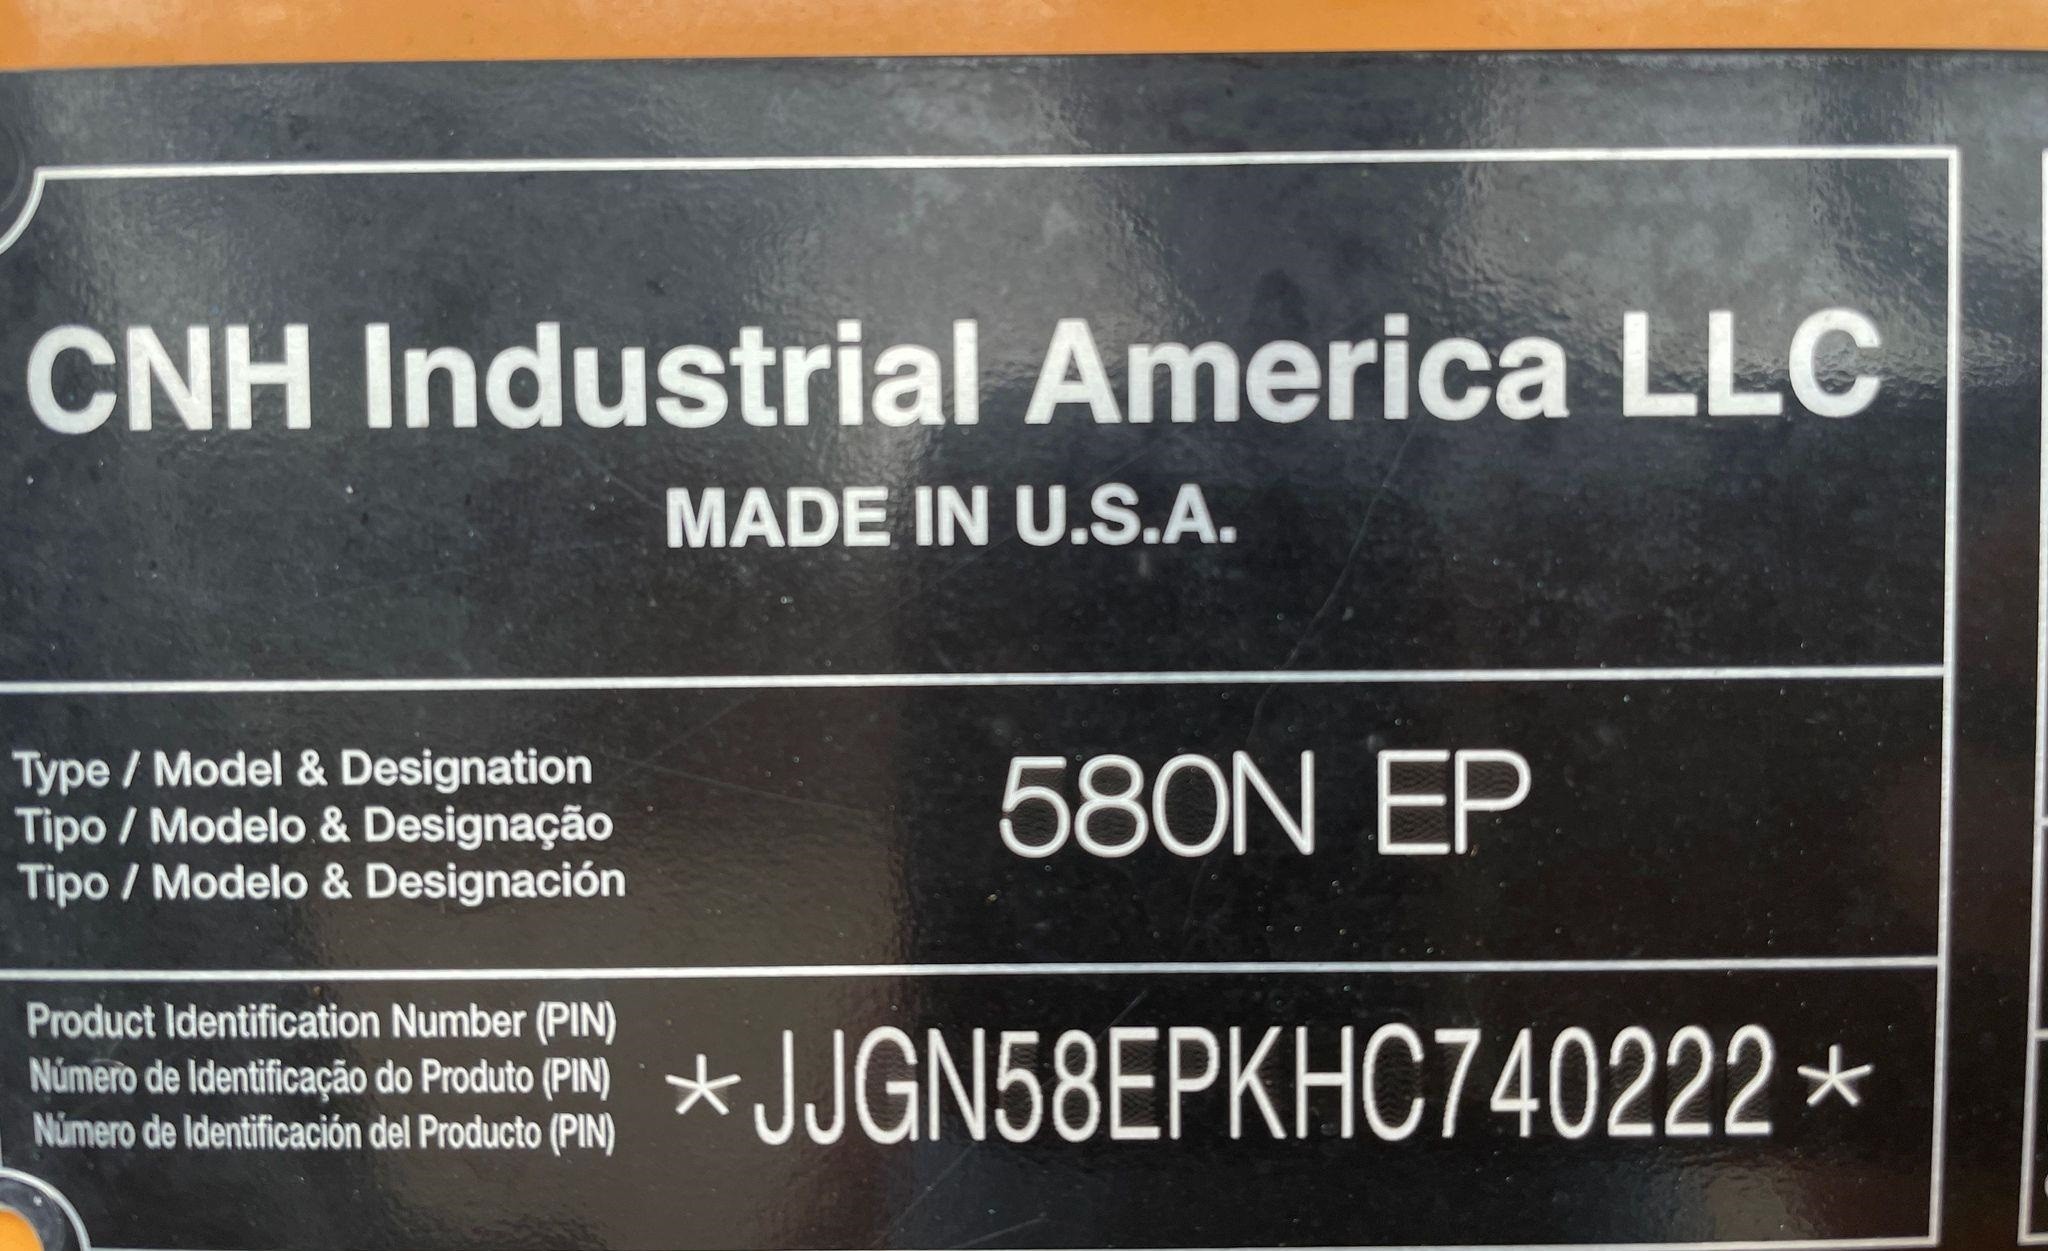 CNH Industrial America LLC
MADE IN U.S.A.
Type / Model & Designation
Tipo / Modelo & Designação
Tipo / Modelo & Designación
580N EP
Product Identification Number (PIN)
Número de Identificação do Produto (PIN)
Número de Identificación del Producto (PIN)
*JJGN58EPKHC740222*